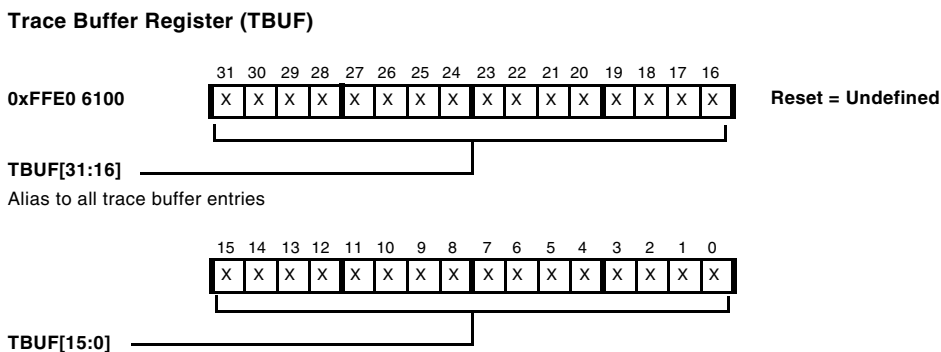 Trace Buffer Register (TBUF)
31 30 29 28 27 26 25 24 23 22 21 20 19 18 17 16
0xFFE0 6100 X X X X X X X X X X X X X X X X Reset = Undefined
TBUF[31:16]
Alias to all trace buffer entries
15 14 13 12 11 10 9 8 7 6 5 4 3 2 1 0
X X X X X X X X X X X X X X X X
TBUF[15:0]